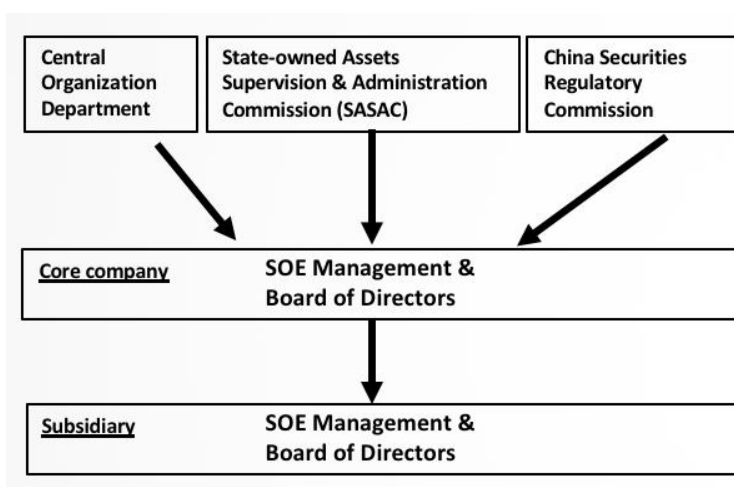 Central
Organization
Department
State-owned Assets
Supervision & Administration
Commission (SASAC)
China Securities
Regulatory
Commission
Core company
SOE Management &
Board of Directors
Subsidiary
SOE Management &
Board of Directors